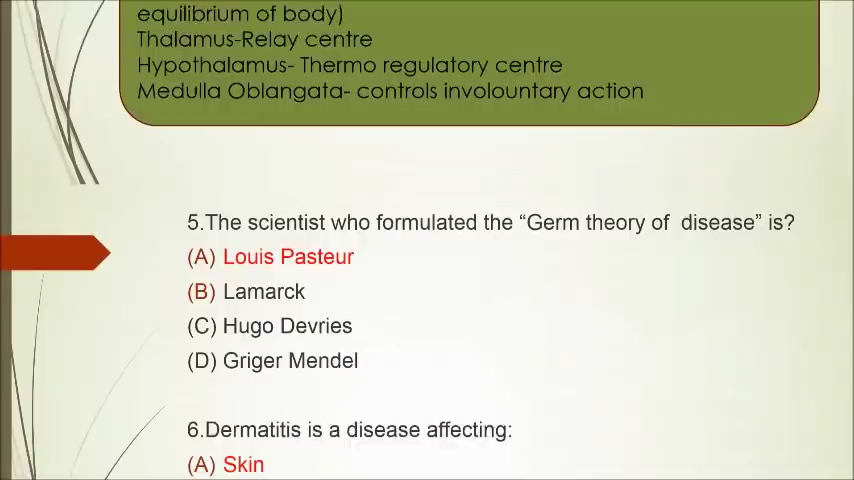 equilibrium of body)
Thalamus-Relay centre
Hypothalamus- Thermo regulatory centre
Medulla Oblangata- controls involountary action
5.The scientist who formulated the “Germ theory of disease” is?
(A) Louis Pasteur
(B) Lamarck
(C) Hugo Devries
(D) Griger Mendel
6.Dermatitis is a disease affecting:
(A) Skin